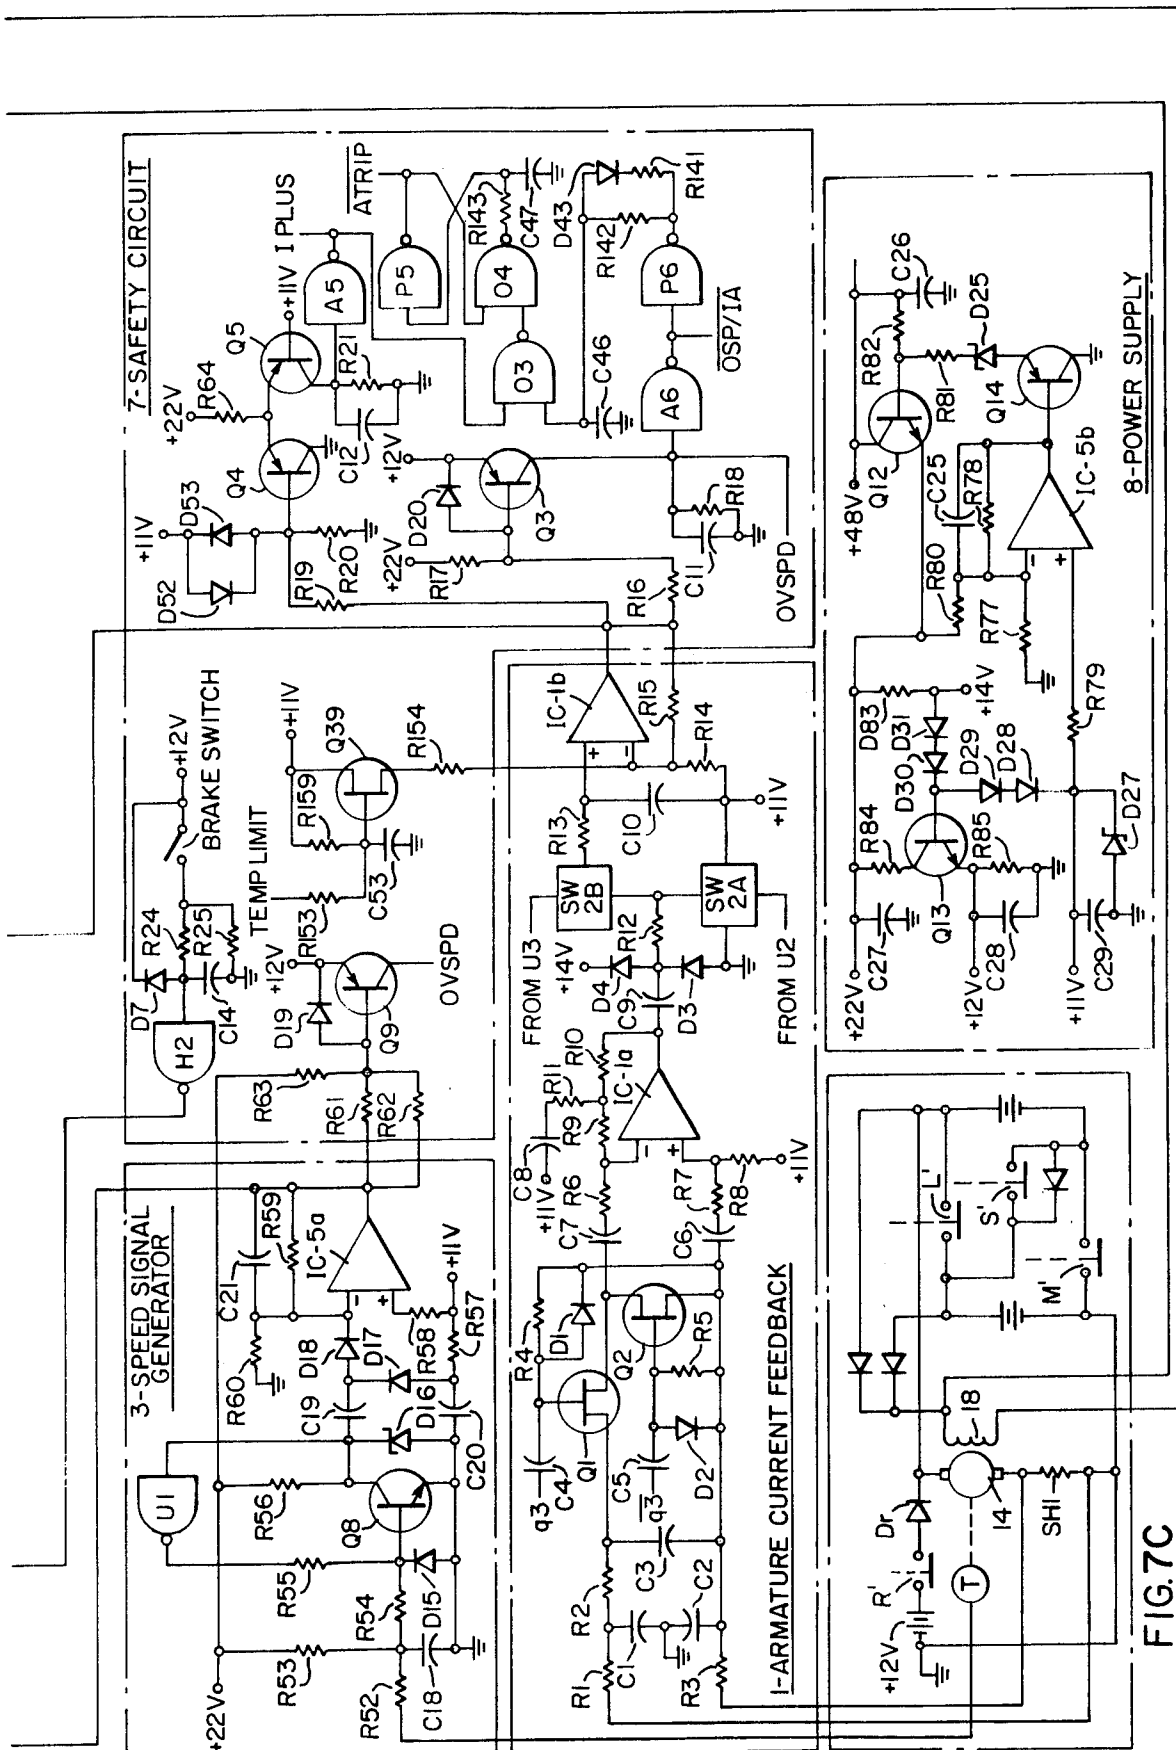 7-SAFETY CIRCUIT
+22V
R64
Q5
+11V
I PLUS
Q4
A5
R21
C12
ATRIP
P5
R143
O4
C47
D43
R141
R142
P6
O3
C46
A6
OSP/IA
+11V
D53
D52
R19
R20
+12V
D20
Q3
+22V
R17
R16
R18
C11
OVSPD
+12V
BRAKE SWITCH
D7
R24
R25
C14
H2
+11V
Q39
R159
R154
TEMP LIMIT
R153
C53
+12V
D19
Q9
OVSPD
R63
R61
R62
3-SPEED SIGNAL
GENERATOR
C21
R59
IC-5a
-
+
R60
D18
D17
+11V
R58
R57
C19
D16
C20
U1
R56
Q8
R55
R54
D15
R53
R52
C18
+22V
IC-1b
+
-
R15
R14
R13
C10
+11V
SW
2B
SW
2A
FROM U3
FROM U2
+14V
R12
D4
C9
D3
R10
R11
IC-1a
-
+
C8
R9
+11V
R6
C7
R7
R8
+11V
C6
R4
D1
Q2
R5
Q1
q3
C4
C5
q3
D2
R2
C3
C2
C1
R1
R3
1-ARMATURE CURRENT FEEDBACK
8-POWER SUPPLY
+48V
R82
C26
Q12
R81
D25
Q14
C25
R78
R80
IC-5b
-
+
R77
D83
D31
+14V
D30
D29
D28
R79
R84
Q13
R85
+22V
C27
+12V
C28
+11V
C29
D27
L'
S'
M'
18
14
SH1
Dr
R'
+12V
T
FIG.7C